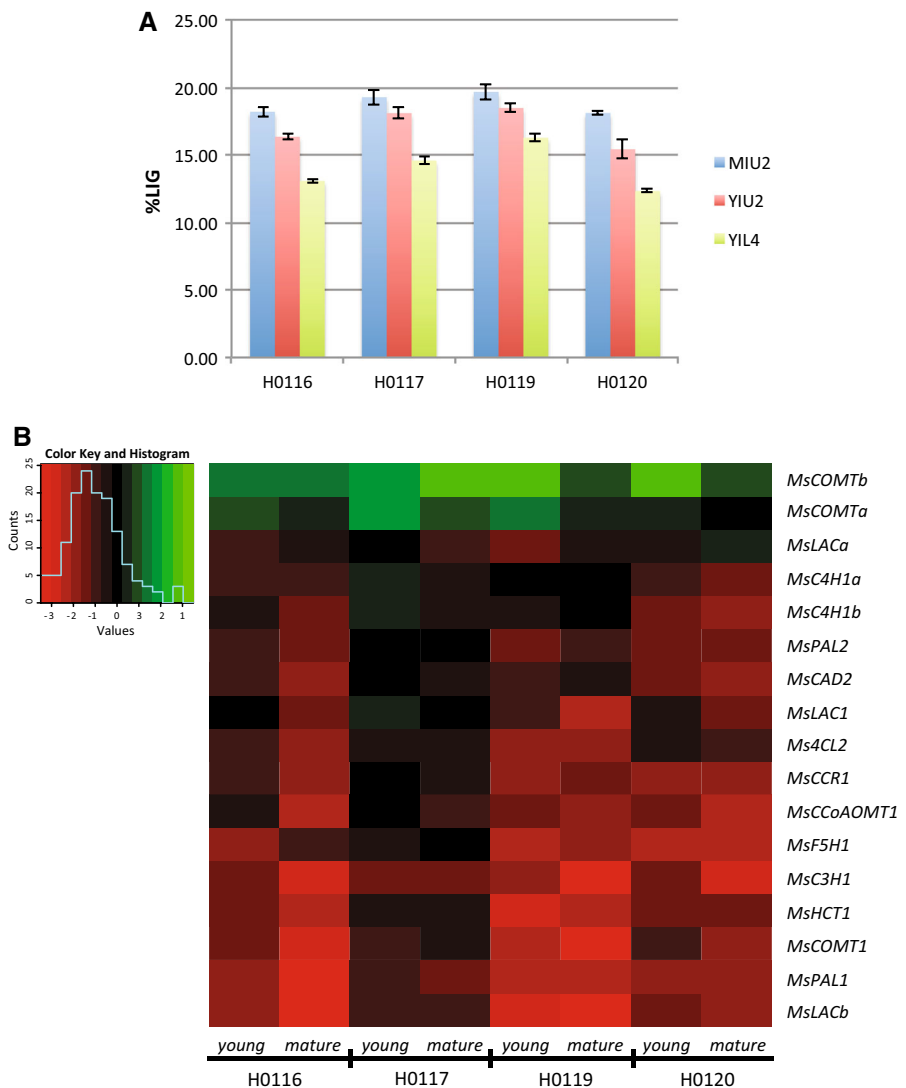 A
25.00
20.00
15.00
10.00
5.00
0.00
%LIG
H0116 H0117 H0119 H0120
MIU2
YIU2
YIL4
B
Color Key and Histogram
Counts
0 5 10 15 20 25
-3 -2 -1 0 3 2 1
Values
MsCOMTb
MsCOMTa
MsLACa
MsC4H1a
MsC4H1b
MsPAL2
MsCAD2
MsLAC1
Ms4CL2
MsCCR1
MsCCoAOMT1
MsF5H1
MsC3H1
MsHCT1
MsCOMT1
MsPAL1
MsLACb
young mature young mature young mature young mature
H0116 H0117 H0119 H0120